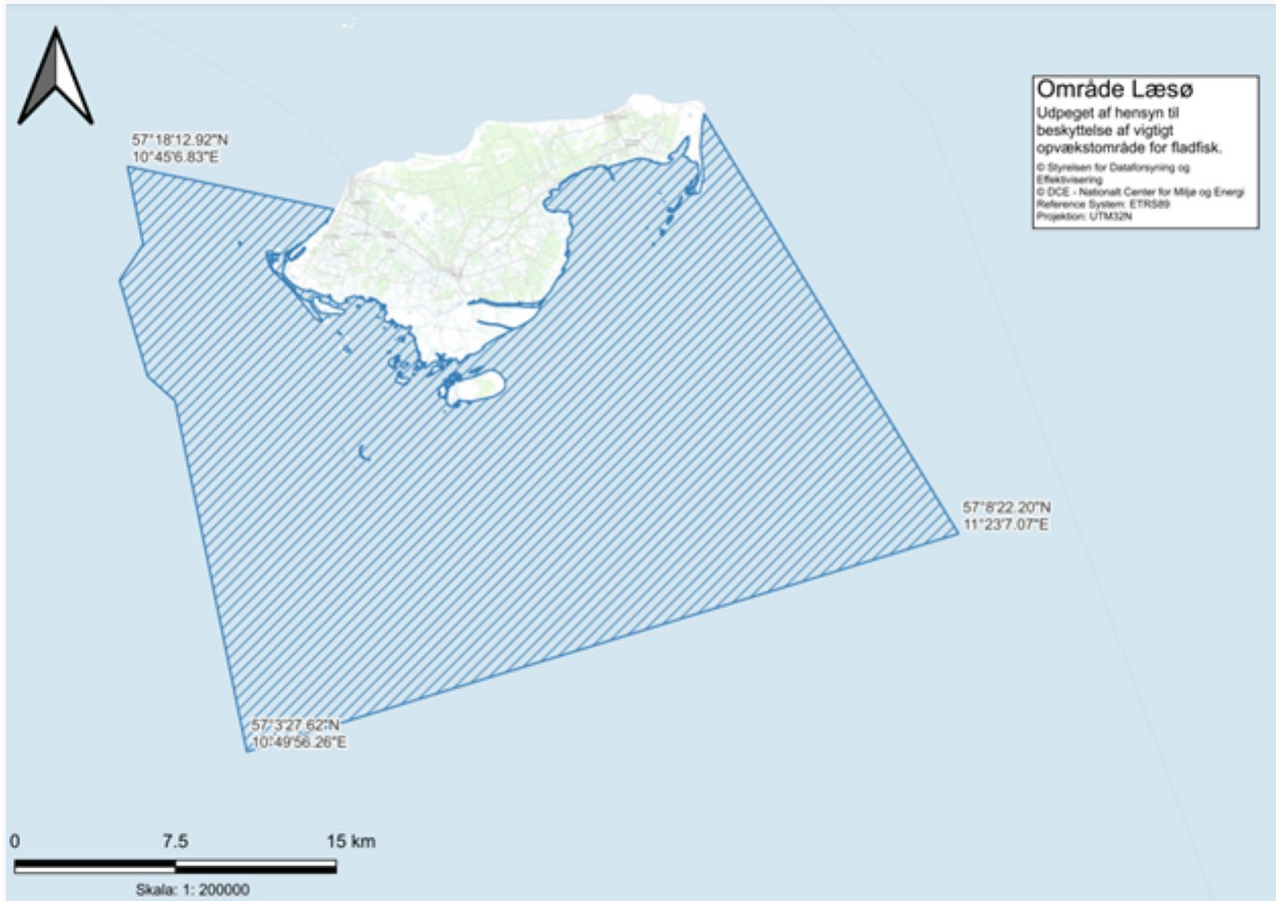 Område Læsø
Udpeget af hensyn til
beskyttelse af vigtigt
opvækstområde for fladfisk.
© Styrelsen for Dataforsyning og
Effektivisering
© DCE - Nationalt Center for Miljø og Energi
Reference System: ETRS89
Projektion: UTM32N
57°18'12.92"N
10°45'6.83"E
57°8'22.20"N
11°23'7.07"E
57°3'27.62"N
10°49'56.26"E
0 7.5 15 km
Skala: 1: 200000